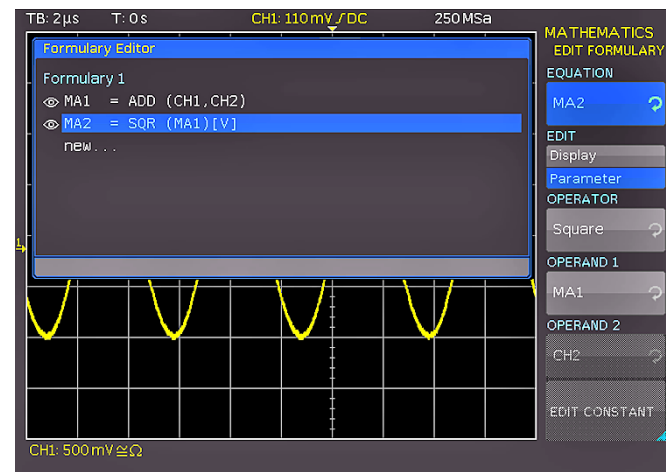 TB: 2μs T: 0s CH1: 110 mV / DC 250 MSa
MATHEMATICS
EDIT FORMULARY
Formulary Editor
Formulary 1
MA1 = ADD (CH1,CH2)
MA2 = SQR (MA1)[V]
new...
EQUATION
MA2
EDIT
Display
Parameter
OPERATOR
Square
OPERAND 1
MA1
OPERAND 2
CH2
EDIT CONSTANT
1
CH1: 500 mV ≅ Ω